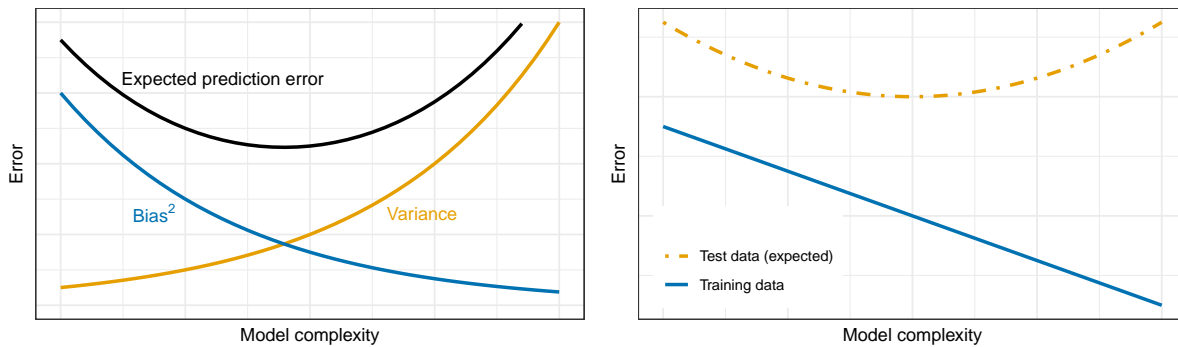 Expected prediction error
Bias²
Variance
Error
Model complexity
Test data (expected)
Training data
Error
Model complexity